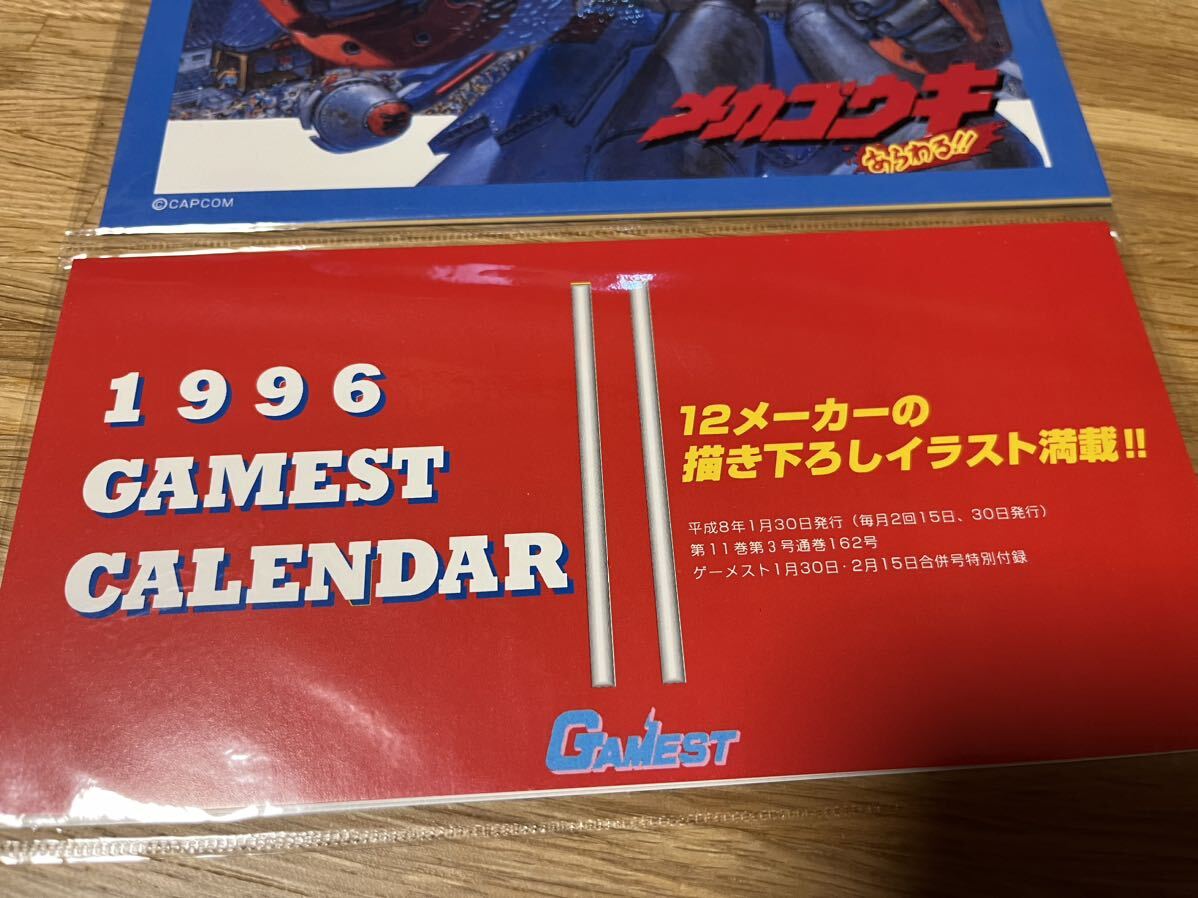 メカゴウキ
あらわる!!
©CAPCOM
1996
GAMEST
CALENDAR
12メーカーの
描き下ろしイラスト満載!!
平成8年1月30日発行（毎月2回15日、30日発行）
第11巻第3号通巻162号
ゲーメスト1月30日・2月15日合併号特別付録
GAMEST